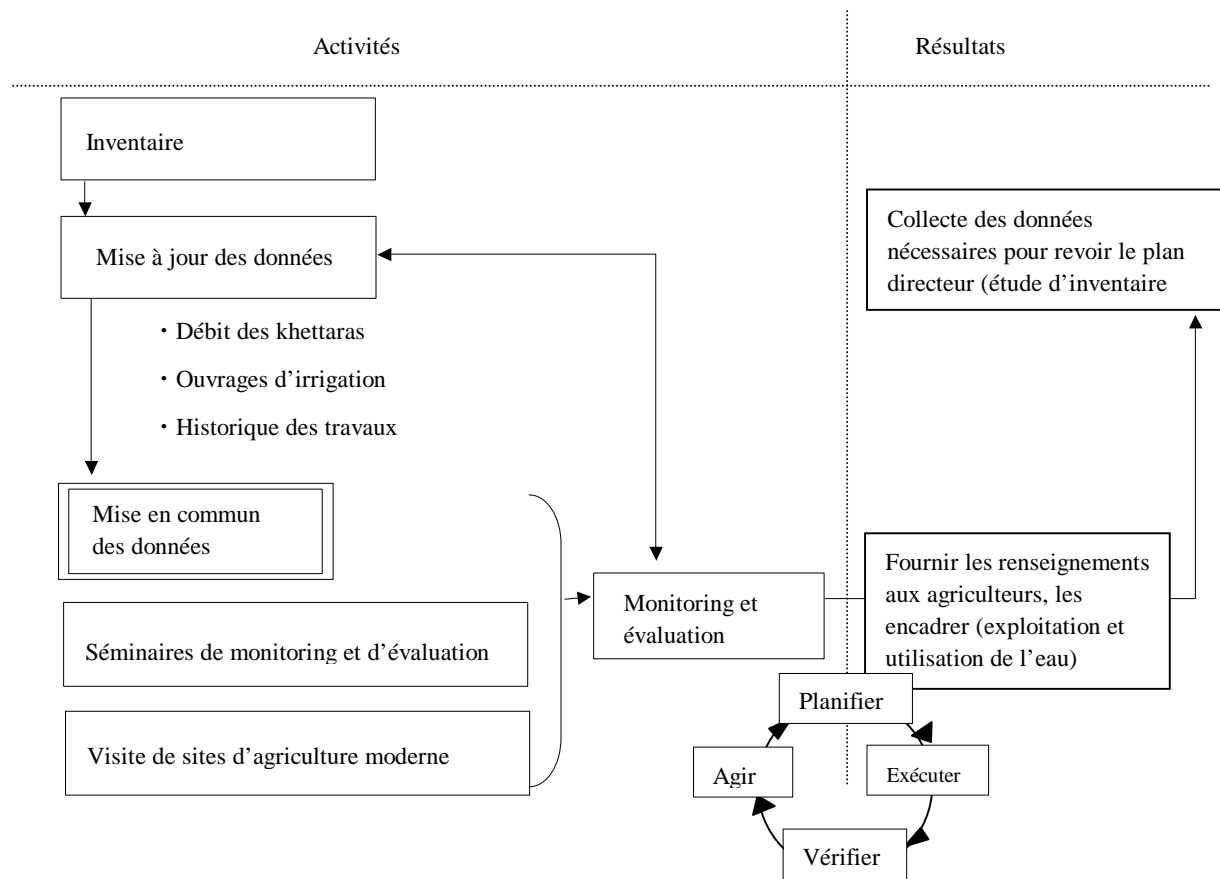 Activités
Résultats
Inventaire
Mise à jour des données
・Débit des khettaras
・Ouvrages d’irrigation
・Historique des travaux
Mise en commun
des données
Séminaires de monitoring et d’évaluation
Visite de sites d’agriculture moderne
Monitoring et
évaluation
Collecte des données
nécessaires pour revoir le plan
directeur (étude d’inventaire
Fournir les renseignements
aux agriculteurs, les
encadrer (exploitation et
utilisation de l’eau)
Planifier
Exécuter
Vérifier
Agir